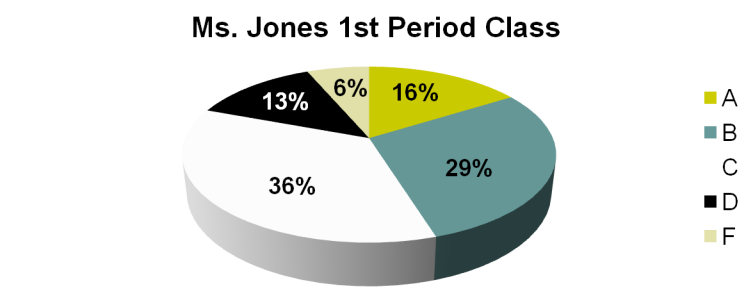 Ms. Jones 1st Period Class
6%
16%
13%
29%
36%
A
B
C
D
F